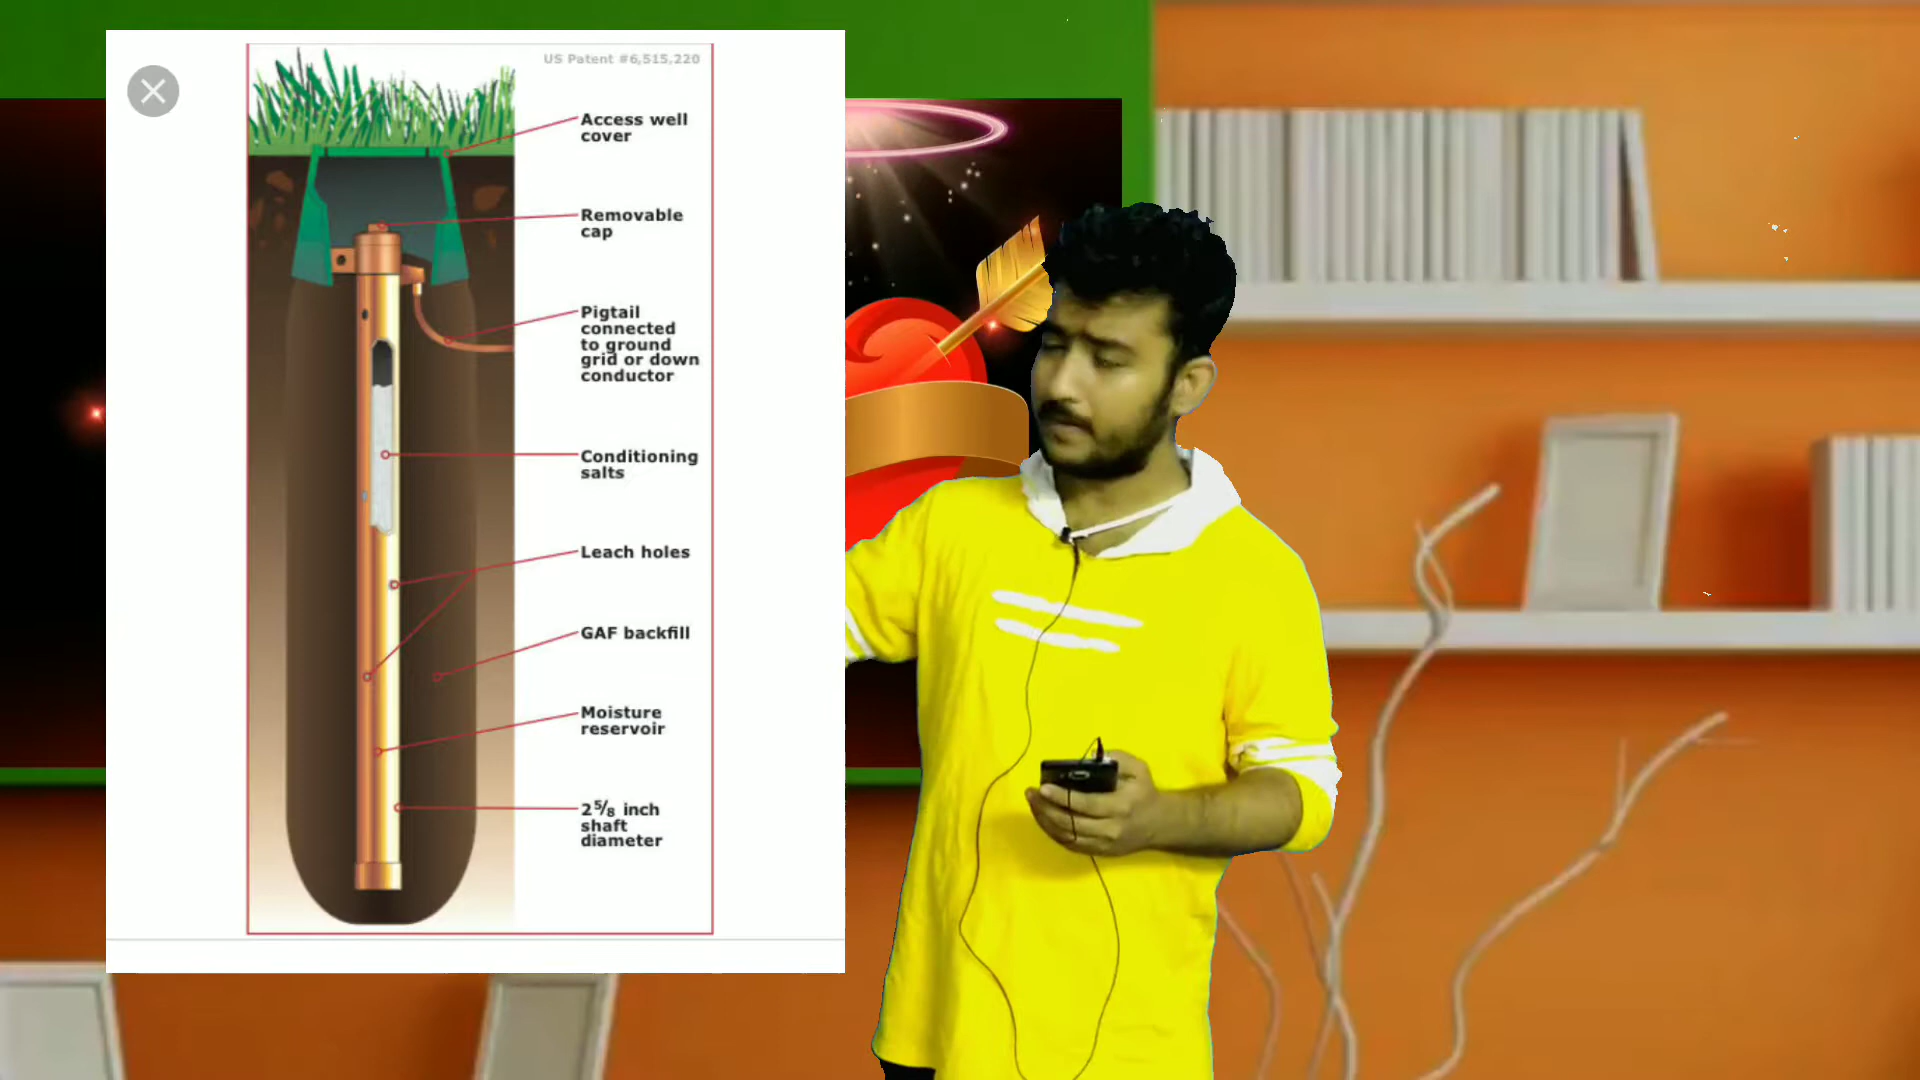 US Patent #6,515,220
Access well
cover
Removable
cap
Pigtail
connected
to ground
grid or down
conductor
Conditioning
salts
Leach holes
GAF backfill
Moisture
reservoir
2⅝ inch
shaft
diameter